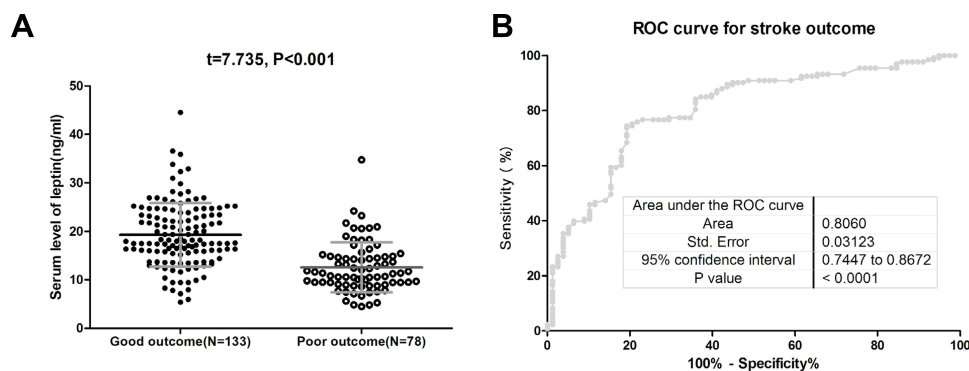 A
t=7.735, P<0.001
Serum level of leptin(ng/ml)
50
40
30
20
10
0
Good outcome(N=133) Poor outcome(N=78)
B
ROC curve for stroke outcome
Sensitivity ( %)
100
80
60
40
20
0
Area under the ROC curve
Area 0.8060
Std. Error 0.03123
95% confidence interval 0.7447 to 0.8672
P value < 0.0001
0 20 40 60 80 100
100% - Specificity%